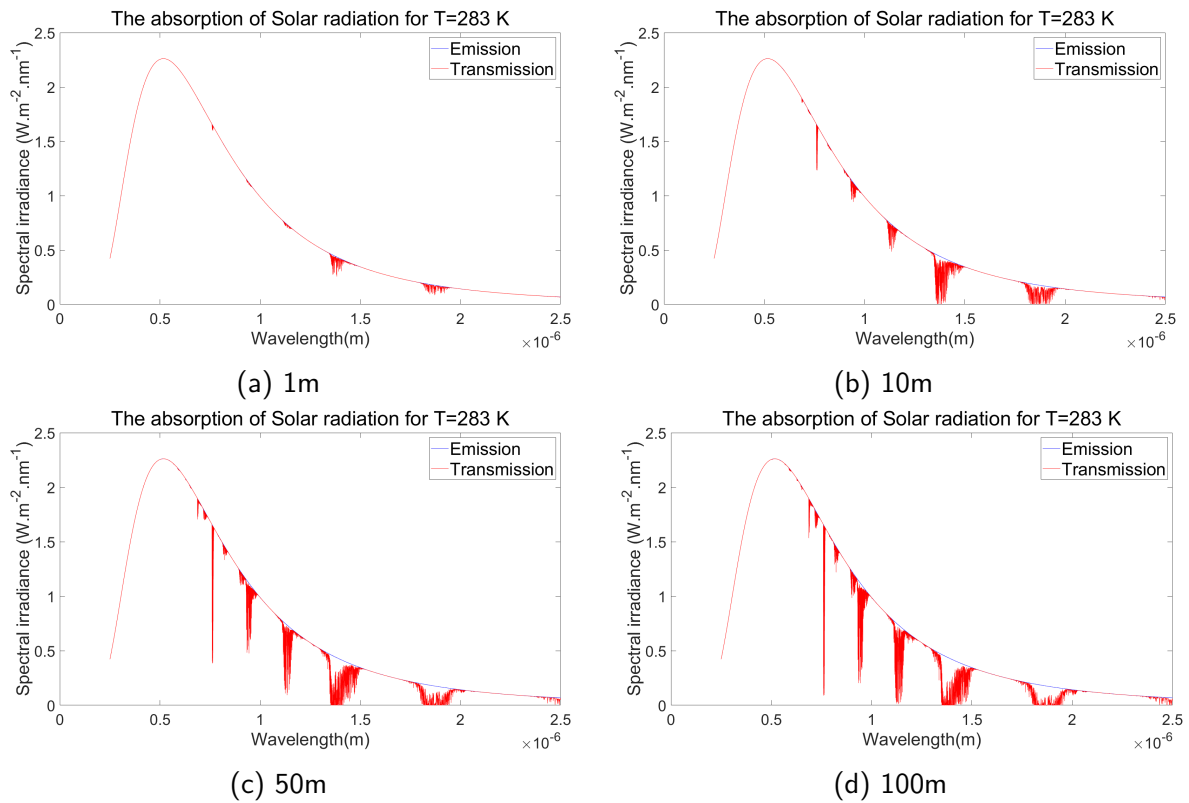 The absorption of Solar radiation for T=283 K
Emission
Transmission
Spectral irradiance (W.m-2.nm-1)
2.5
2
1.5
1
0.5
0
0 0.5 1 1.5 2 2.5
Wavelength(m) ×10-6
(a) 1m
The absorption of Solar radiation for T=283 K
Emission
Transmission
Spectral irradiance (W.m-2.nm-1)
2.5
2
1.5
1
0.5
0
0 0.5 1 1.5 2 2.5
Wavelength(m) ×10-6
(b) 10m
The absorption of Solar radiation for T=283 K
Emission
Transmission
Spectral irradiance (W.m-2.nm-1)
2.5
2
1.5
1
0.5
0
0 0.5 1 1.5 2 2.5
Wavelength(m) ×10-6
(c) 50m
The absorption of Solar radiation for T=283 K
Emission
Transmission
Spectral irradiance (W.m-2.nm-1)
2.5
2
1.5
1
0.5
0
0 0.5 1 1.5 2 2.5
Wavelength(m) ×10-6
(d) 100m